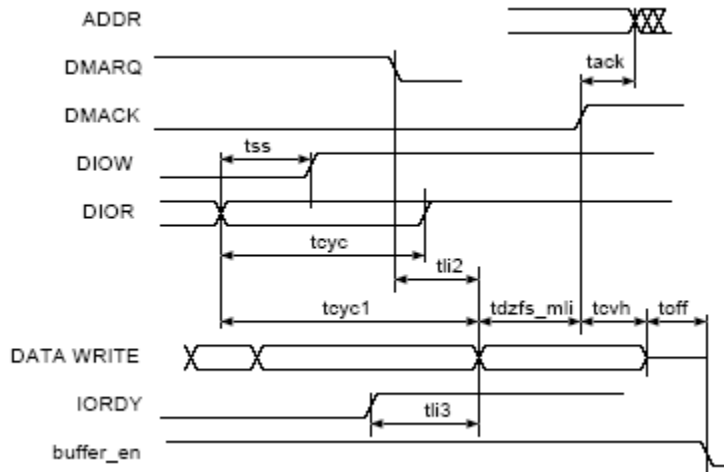 ADDR
DMARQ
tack
DMACK
tss
DIOW
DIOR
tcyc
tli2
tcyc1 tdzfs_mli tcvh toff
DATA WRITE
IORDY
tli3
buffer_en